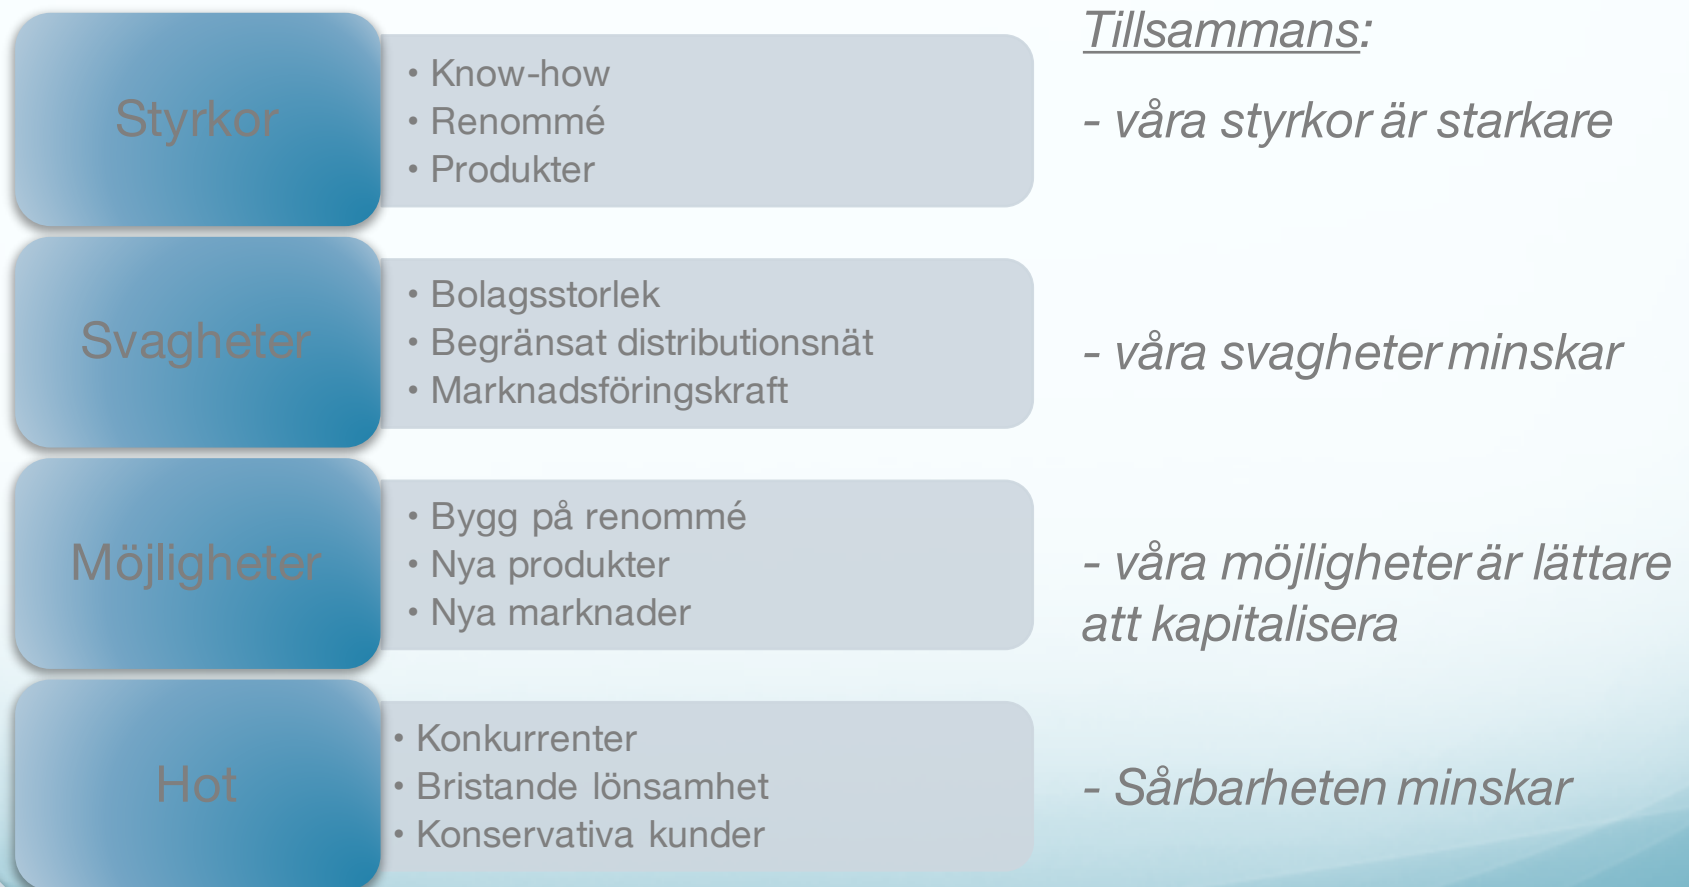 Tillsammans:
Styrkor
• Know-how
• Renommé
• Produkter
- våra styrkor är starkare
Svagheter
• Bolagsstorlek
• Begränsat distributionsnät
• Marknadsföringskraft
- våra svagheter minskar
Möjligheter
• Bygg på renommé
• Nya produkter
• Nya marknader
- våra möjligheter är lättare
att kapitalisera
Hot
• Konkurrenter
• Bristande lönsamhet
• Konservativa kunder
- Sårbarheten minskar